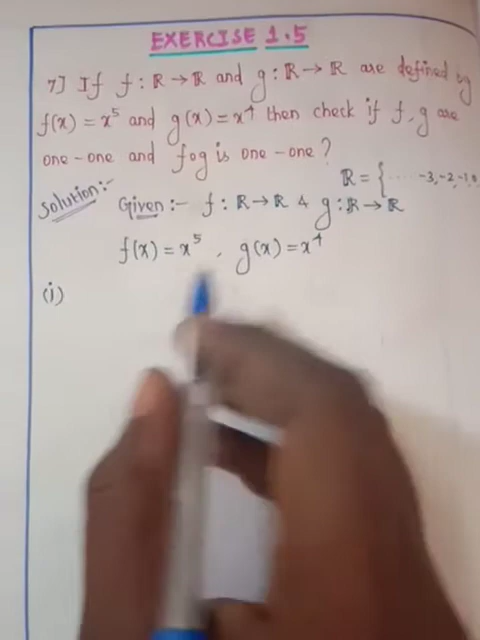 EXERCISE 1.5
7] If f : ℝ → ℝ and g : ℝ → ℝ are defined by
f(x) = x⁵ and g(x) = x⁴ then check if f, g are
one-one and fog is one-one?
ℝ = { ..... -3, -2, -1, 0
Solution:-
Given :- f : ℝ → ℝ & g : ℝ → ℝ
f(x) = x⁵ , g(x) = x⁴
(i)